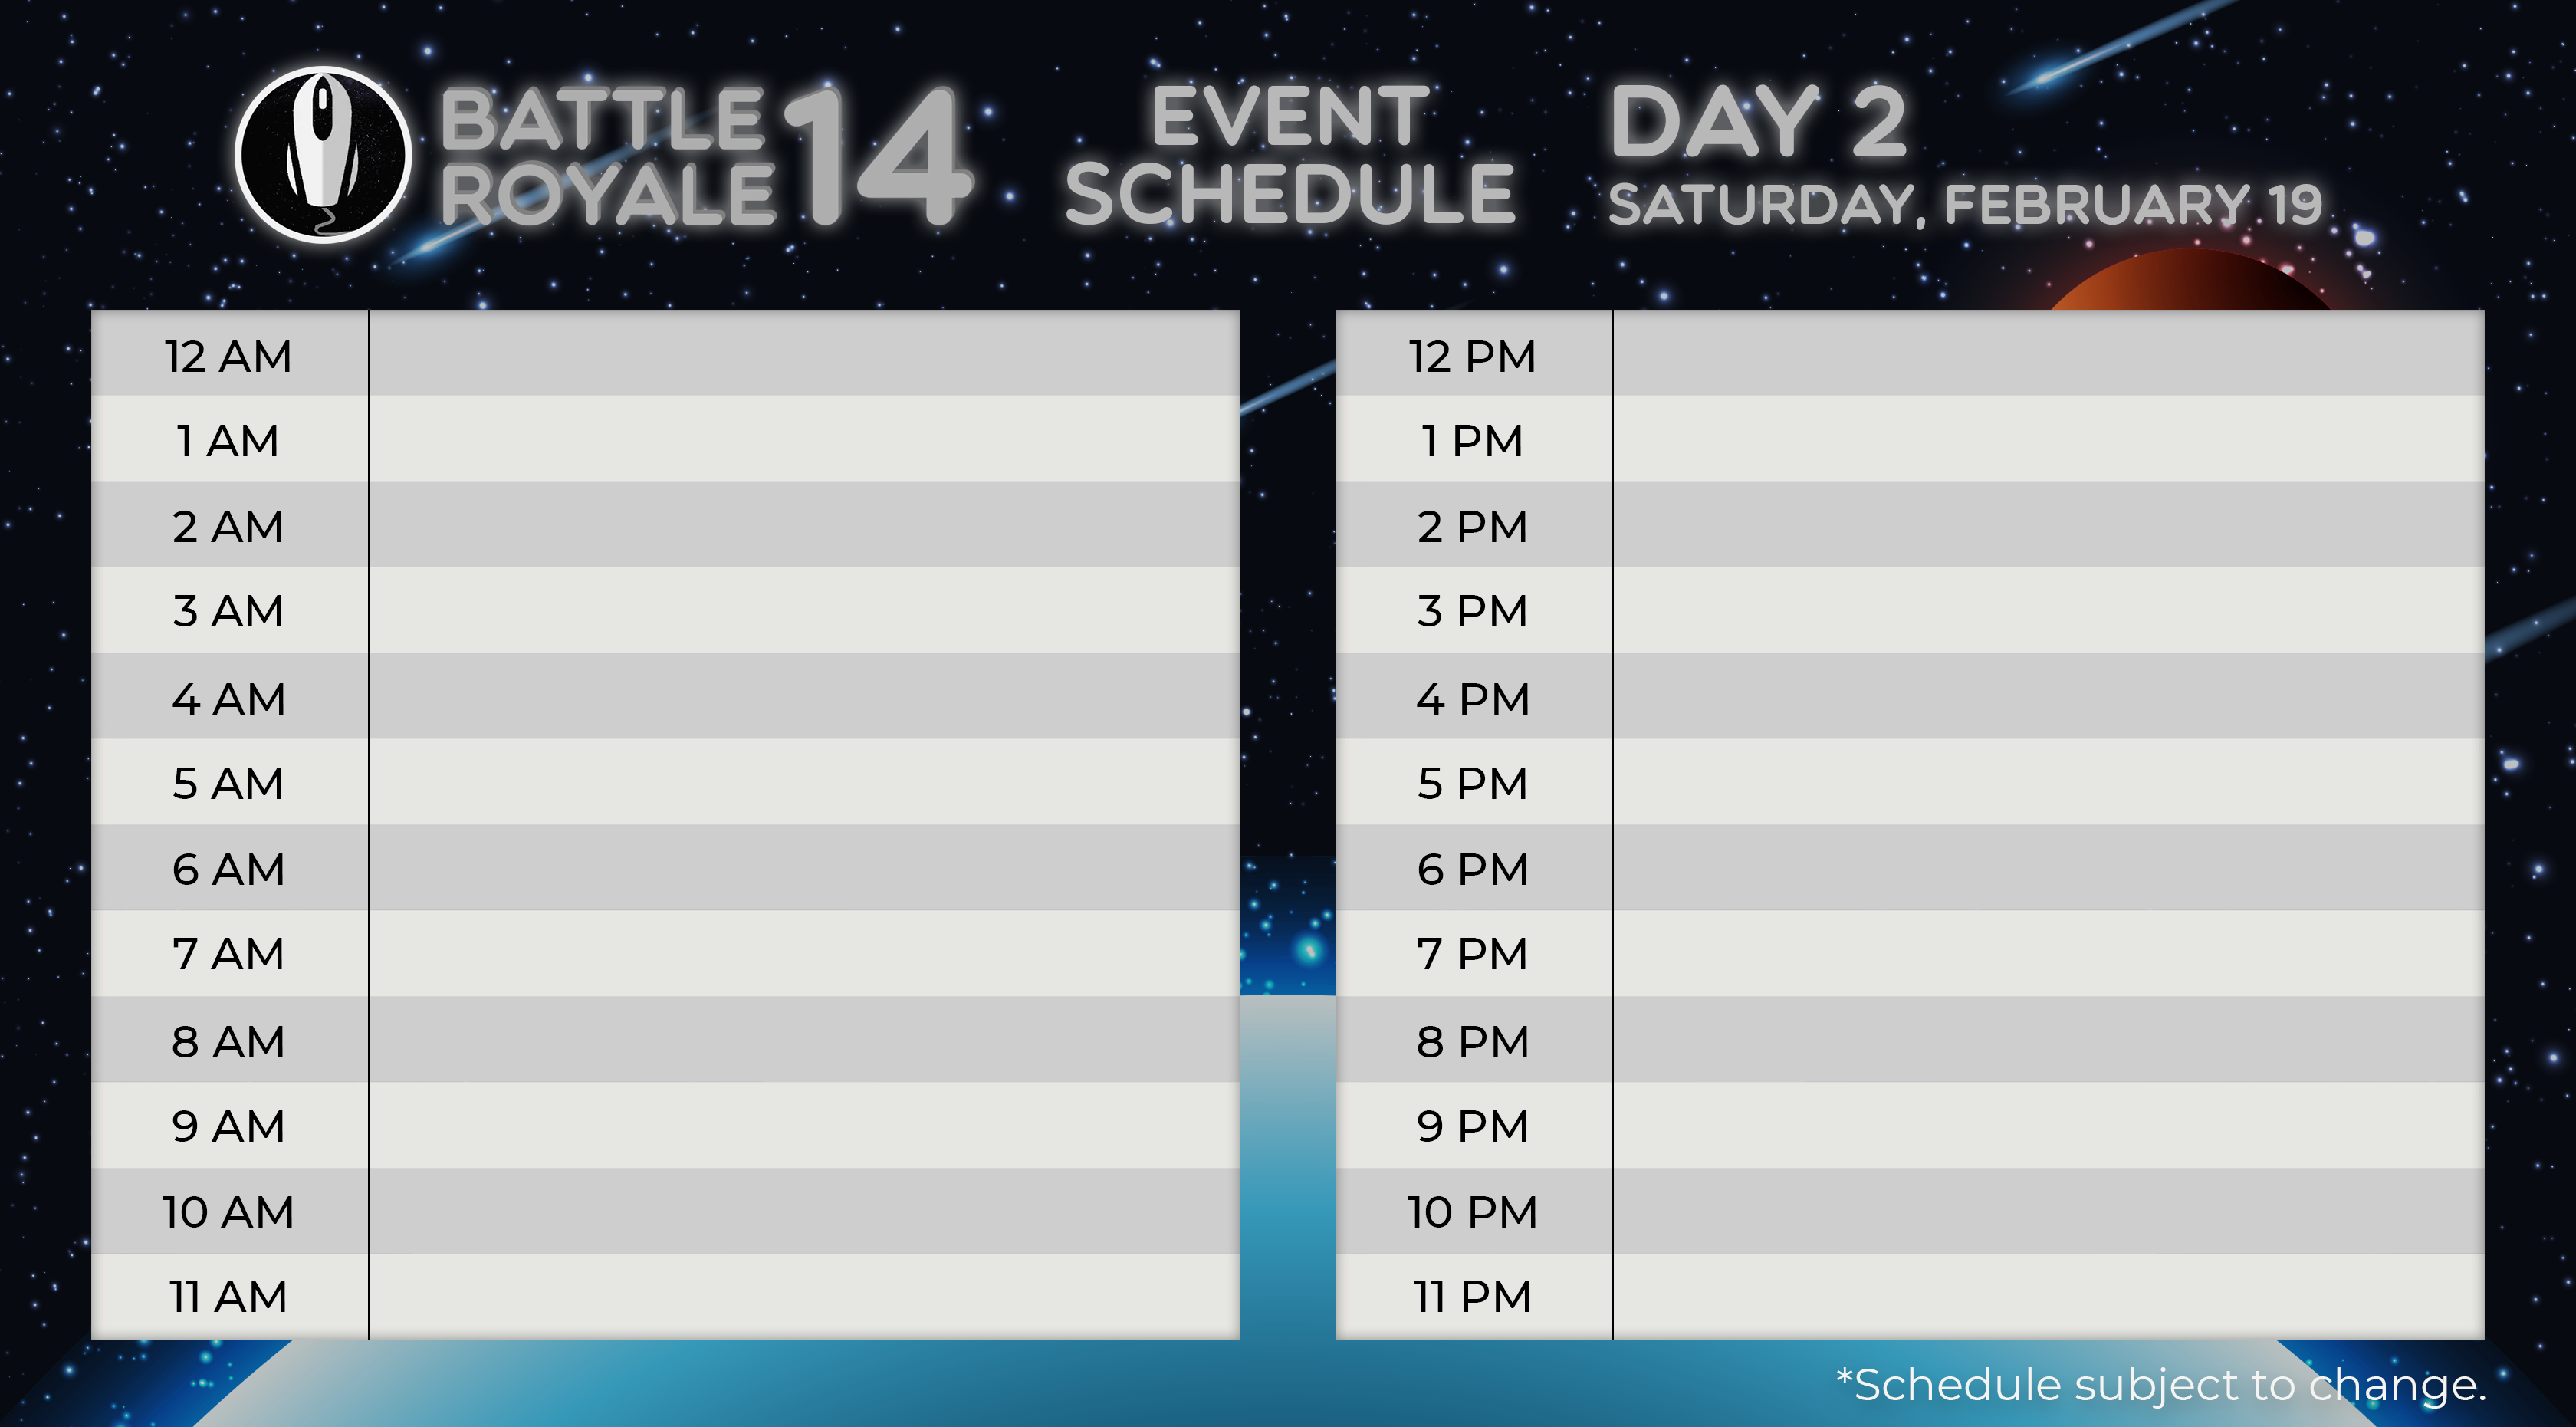 BATTLE
ROYALE 14
EVENT
SCHEDULE
DAY 2
SATURDAY, FEBRUARY 19
12 AM
1 AM
2 AM
3 AM
4 AM
5 AM
6 AM
7 AM
8 AM
9 AM
10 AM
11 AM
12 PM
1 PM
2 PM
3 PM
4 PM
5 PM
6 PM
7 PM
8 PM
9 PM
10 PM
11 PM
*Schedule subject to change.